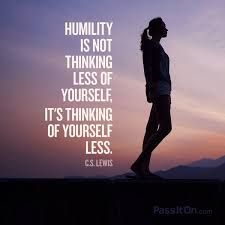 HUMILITY
IS NOT
THINKING
LESS OF
YOURSELF,
IT'S THINKING
OF YOURSELF
LESS.
C.S. LEWIS
PassItOn.com